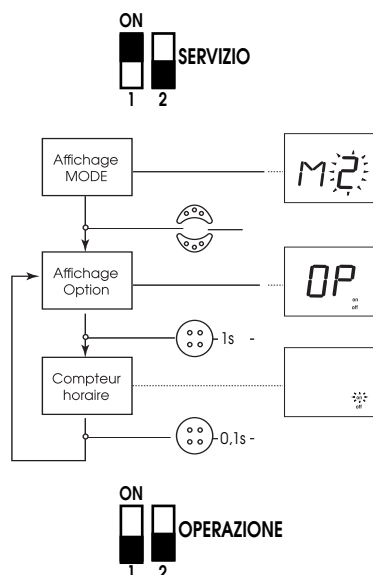 ON
SERVIZIO
1 2
Affichage
MODE
M2
Affichage
Option
OP
on
off
1s -
Compteur
horaire
on
off
0,1s -
ON
OPERAZIONE
1 2